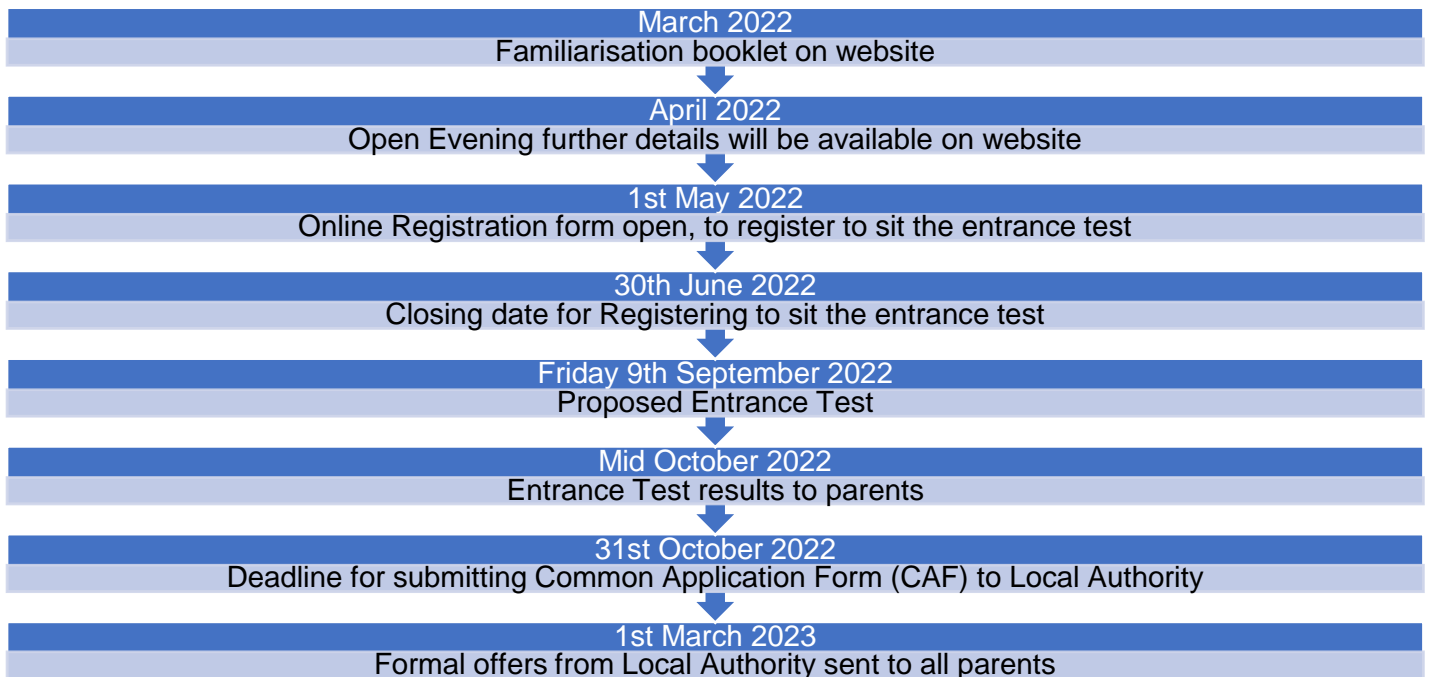 March 2022
Familiarisation booklet on website
April 2022
Open Evening further details will be available on website
1st May 2022
Online Registration form open, to register to sit the entrance test
30th June 2022
Closing date for Registering to sit the entrance test
Friday 9th September 2022
Proposed Entrance Test
Mid October 2022
Entrance Test results to parents
31st October 2022
Deadline for submitting Common Application Form (CAF) to Local Authority
1st March 2023
Formal offers from Local Authority sent to all parents